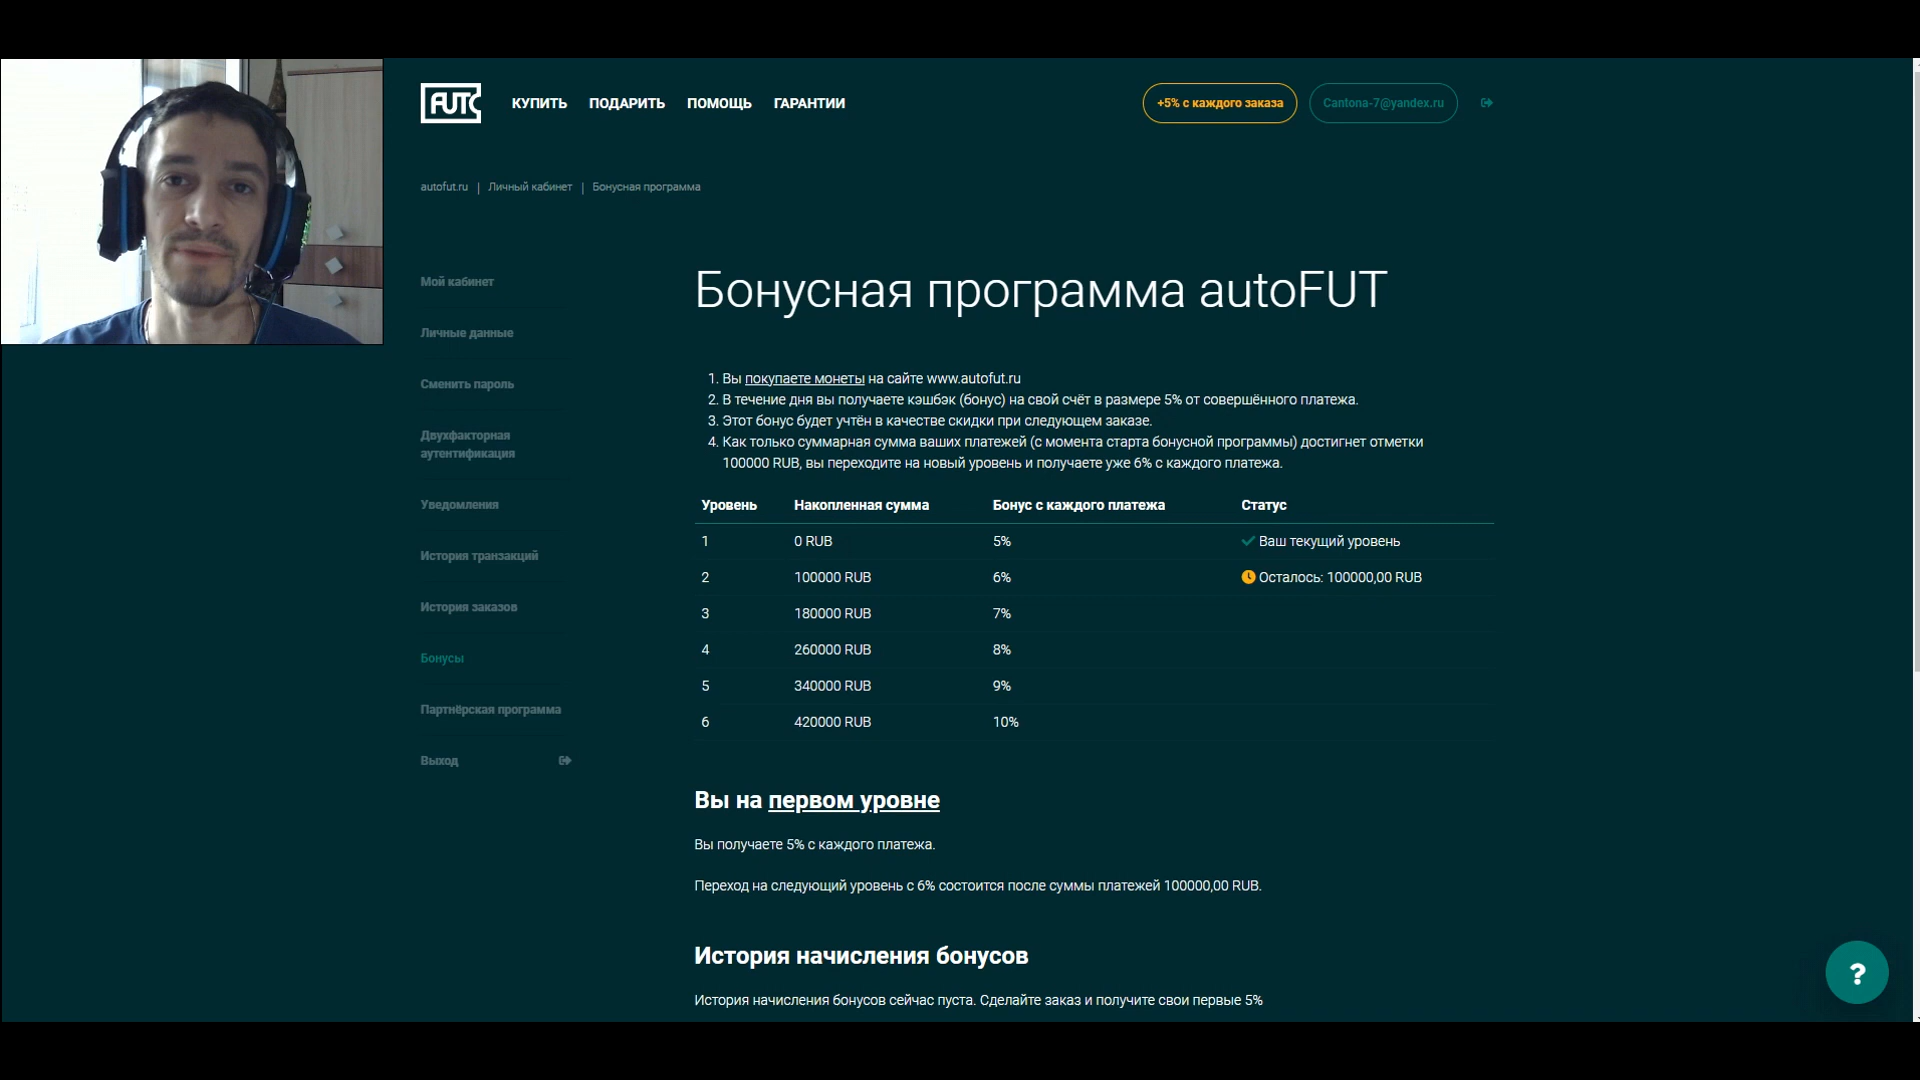 FUT
КУПИТЬ ПОДАРИТЬ ПОМОЩЬ ГАРАНТИИ
+5% с каждого заказа
Cantona-7@yandex.ru
autofut.ru | Личный кабинет | Бонусная программа
Мой кабинет
Личные данные
Сменить пароль
Двухфакторная
аутентификация
Уведомления
История транзакций
История заказов
Бонусы
Партнёрская программа
Выход
Бонусная программа autoFUT
1. Вы покупаете монеты на сайте www.autofut.ru
2. В течение дня вы получаете кэшбэк (бонус) на свой счёт в размере 5% от совершённого платежа.
3. Этот бонус будет учтён в качестве скидки при следующем заказе.
4. Как только суммарная сумма ваших платежей (с момента старта бонусной программы) достигнет отметки
100000 RUB, вы переходите на новый уровень и получаете уже 6% с каждого платежа.
Уровень Накопленная сумма Бонус с каждого платежа Статус
1 0 RUB 5% Ваш текущий уровень
2 100000 RUB 6% Осталось: 100000,00 RUB
3 180000 RUB 7%
4 260000 RUB 8%
5 340000 RUB 9%
6 420000 RUB 10%
Вы на первом уровне
Вы получаете 5% с каждого платежа.
Переход на следующий уровень с 6% состоится после суммы платежей 100000,00 RUB.
История начисления бонусов
История начисления бонусов сейчас пуста. Сделайте заказ и получите свои первые 5%
?